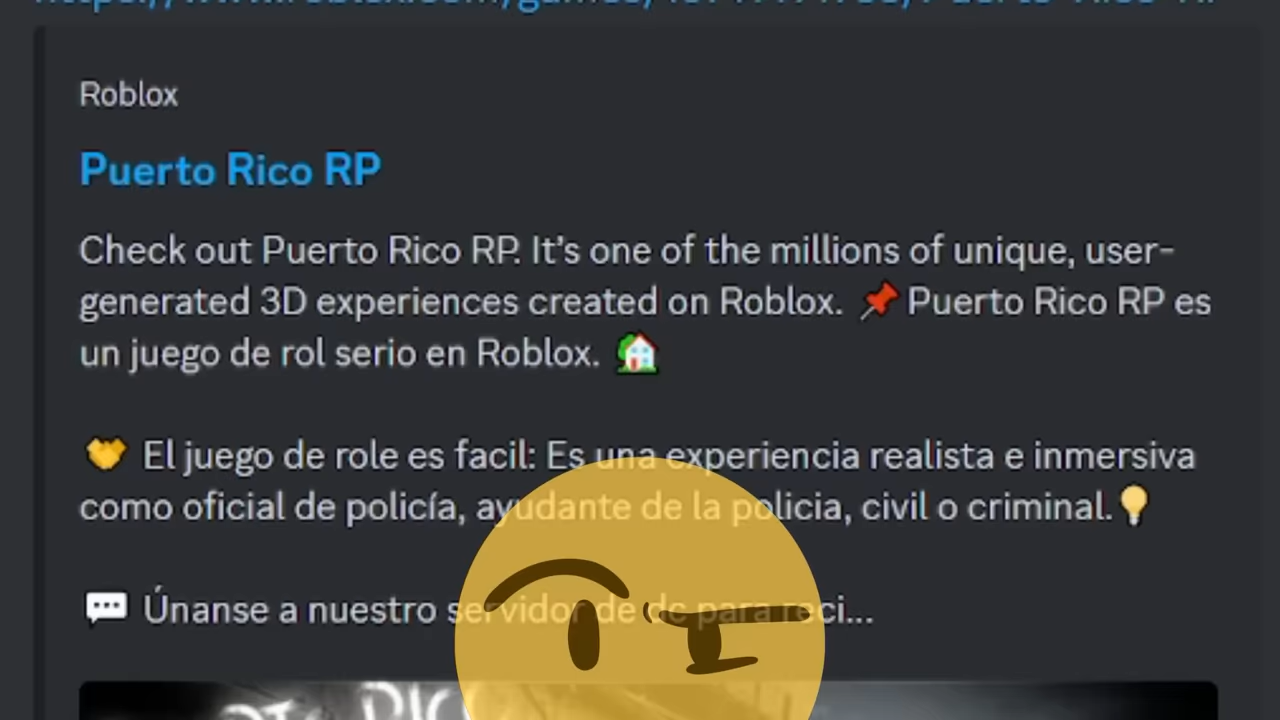 Roblox
Puerto Rico RP
Check out Puerto Rico RP. It's one of the millions of unique, user-
generated 3D experiences created on Roblox. 📌 Puerto Rico RP es
un juego de rol serio en Roblox. 🏡
🤝 El juego de role es facil: Es una experiencia realista e inmersiva
como oficial de policía, ayudante de la policia, civil o criminal.💡
💬 Únanse a nuestro servidor de dc para reci...